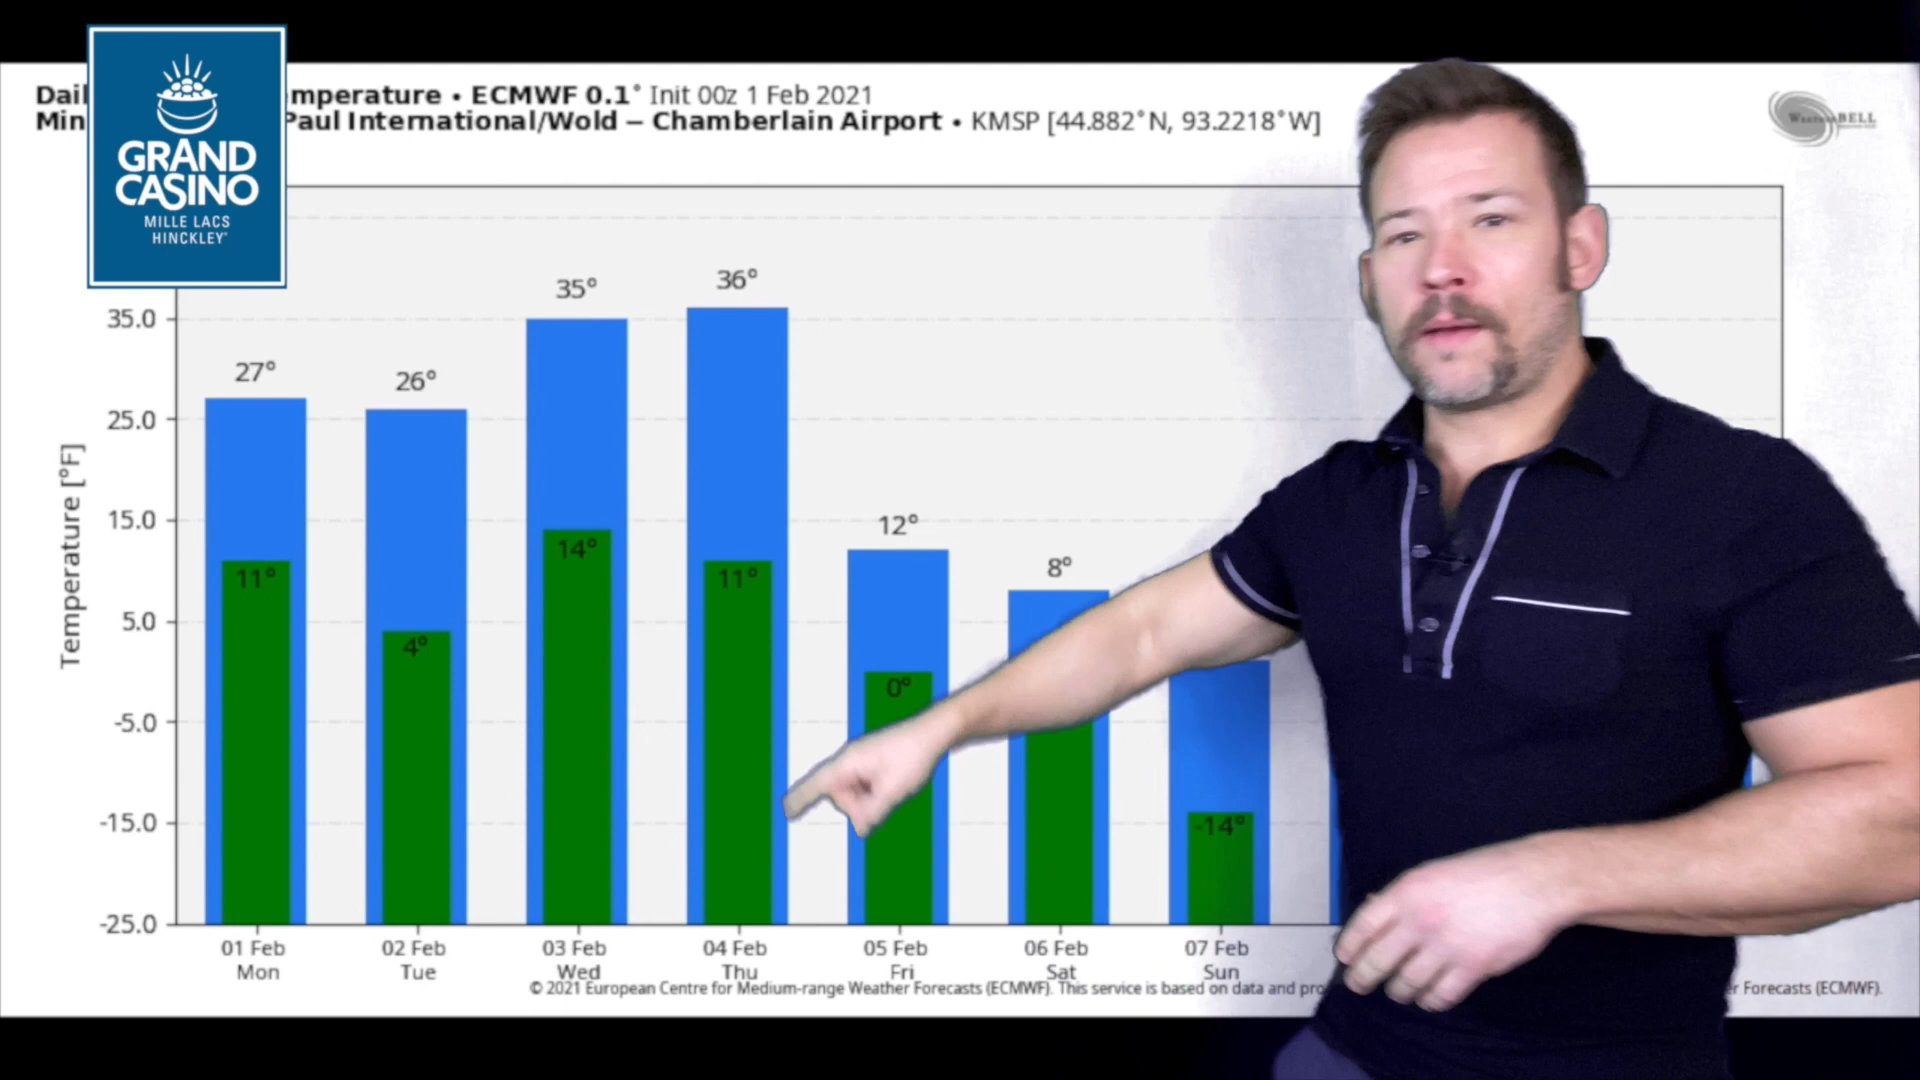 Dail mperature • ECMWF 0.1° Init 00z 1 Feb 2021
Min Paul International/Wold – Chamberlain Airport • KMSP [44.882°N, 93.2218°W]
GRAND
CASINO
MILLE LACS
HINCKLEY
WeatherBELL
Temperature [°F]
35.0
25.0
15.0
5.0
-5.0
-15.0
-25.0
27°
26°
35°
36°
12°
8°
11°
4°
14°
11°
0°
-14°
01 Feb 02 Feb 03 Feb 04 Feb 05 Feb 06 Feb 07 Feb
Mon Tue Wed Thu Fri Sat Sun
© 2021 European Centre for Medium-range Weather Forecasts (ECMWF). This service is based on data and pro r Forecasts (ECMWF).